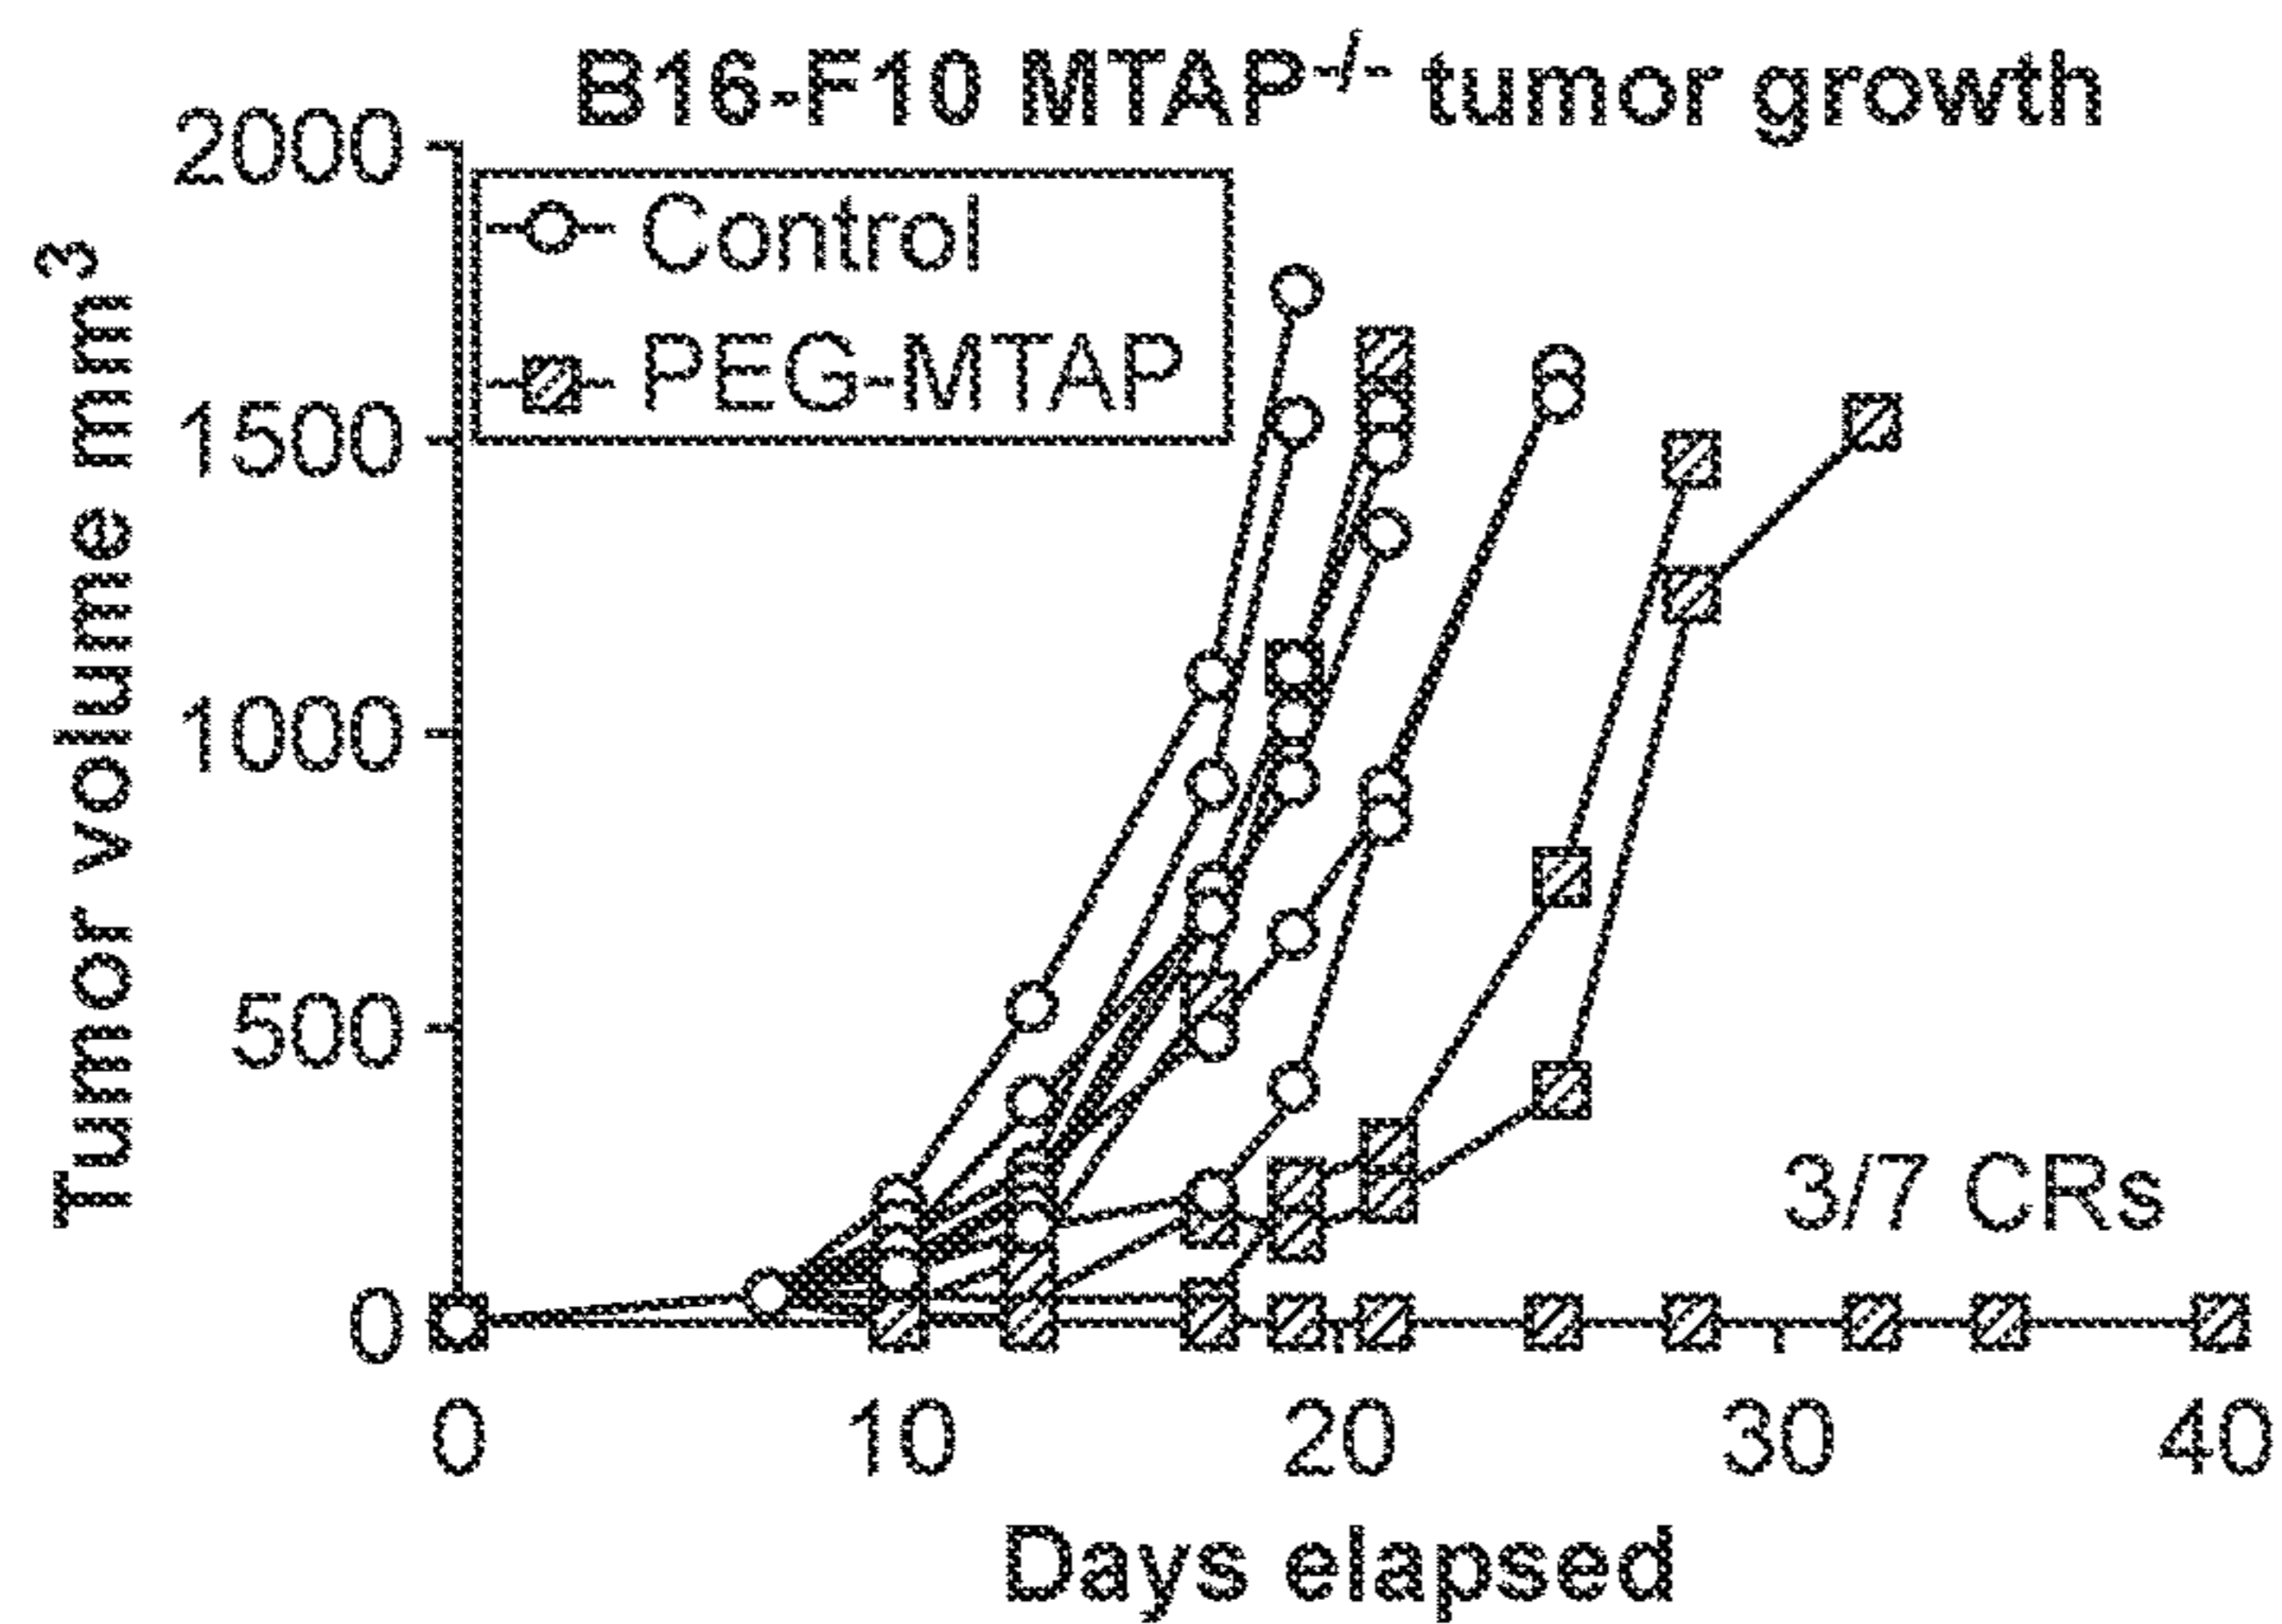 B16-F10 MTAP-/- tumor growth
Tumor volume mm3
2000
1500
1000
500
0
Control
PEG-MTAP
3/7 CRs
0 10 20 30 40
Days elapsed